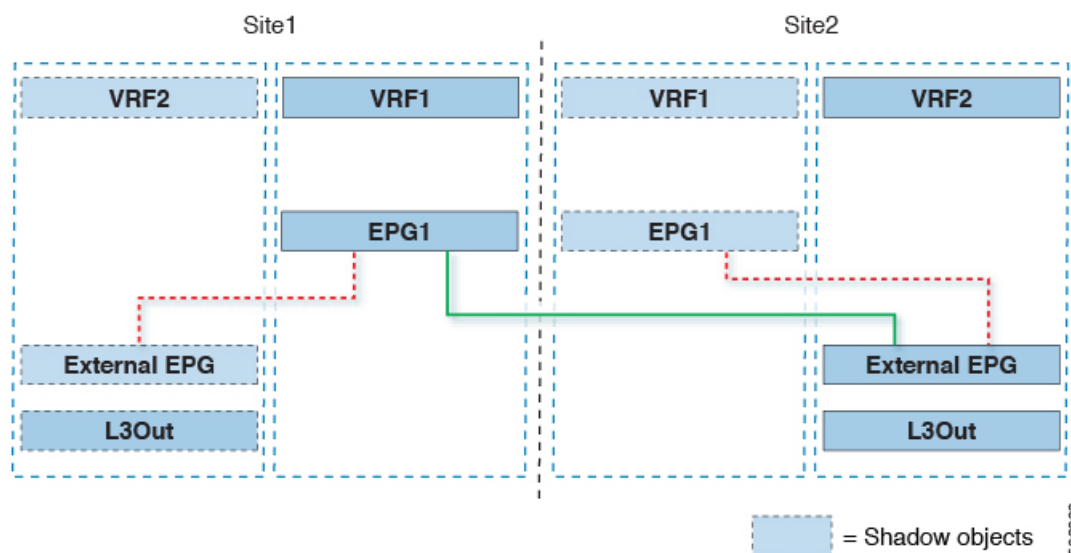 Site1
Site2
VRF2
VRF1
VRF1
VRF2
EPG1
EPG1
External EPG
External EPG
L3Out
L3Out
= Shadow objects